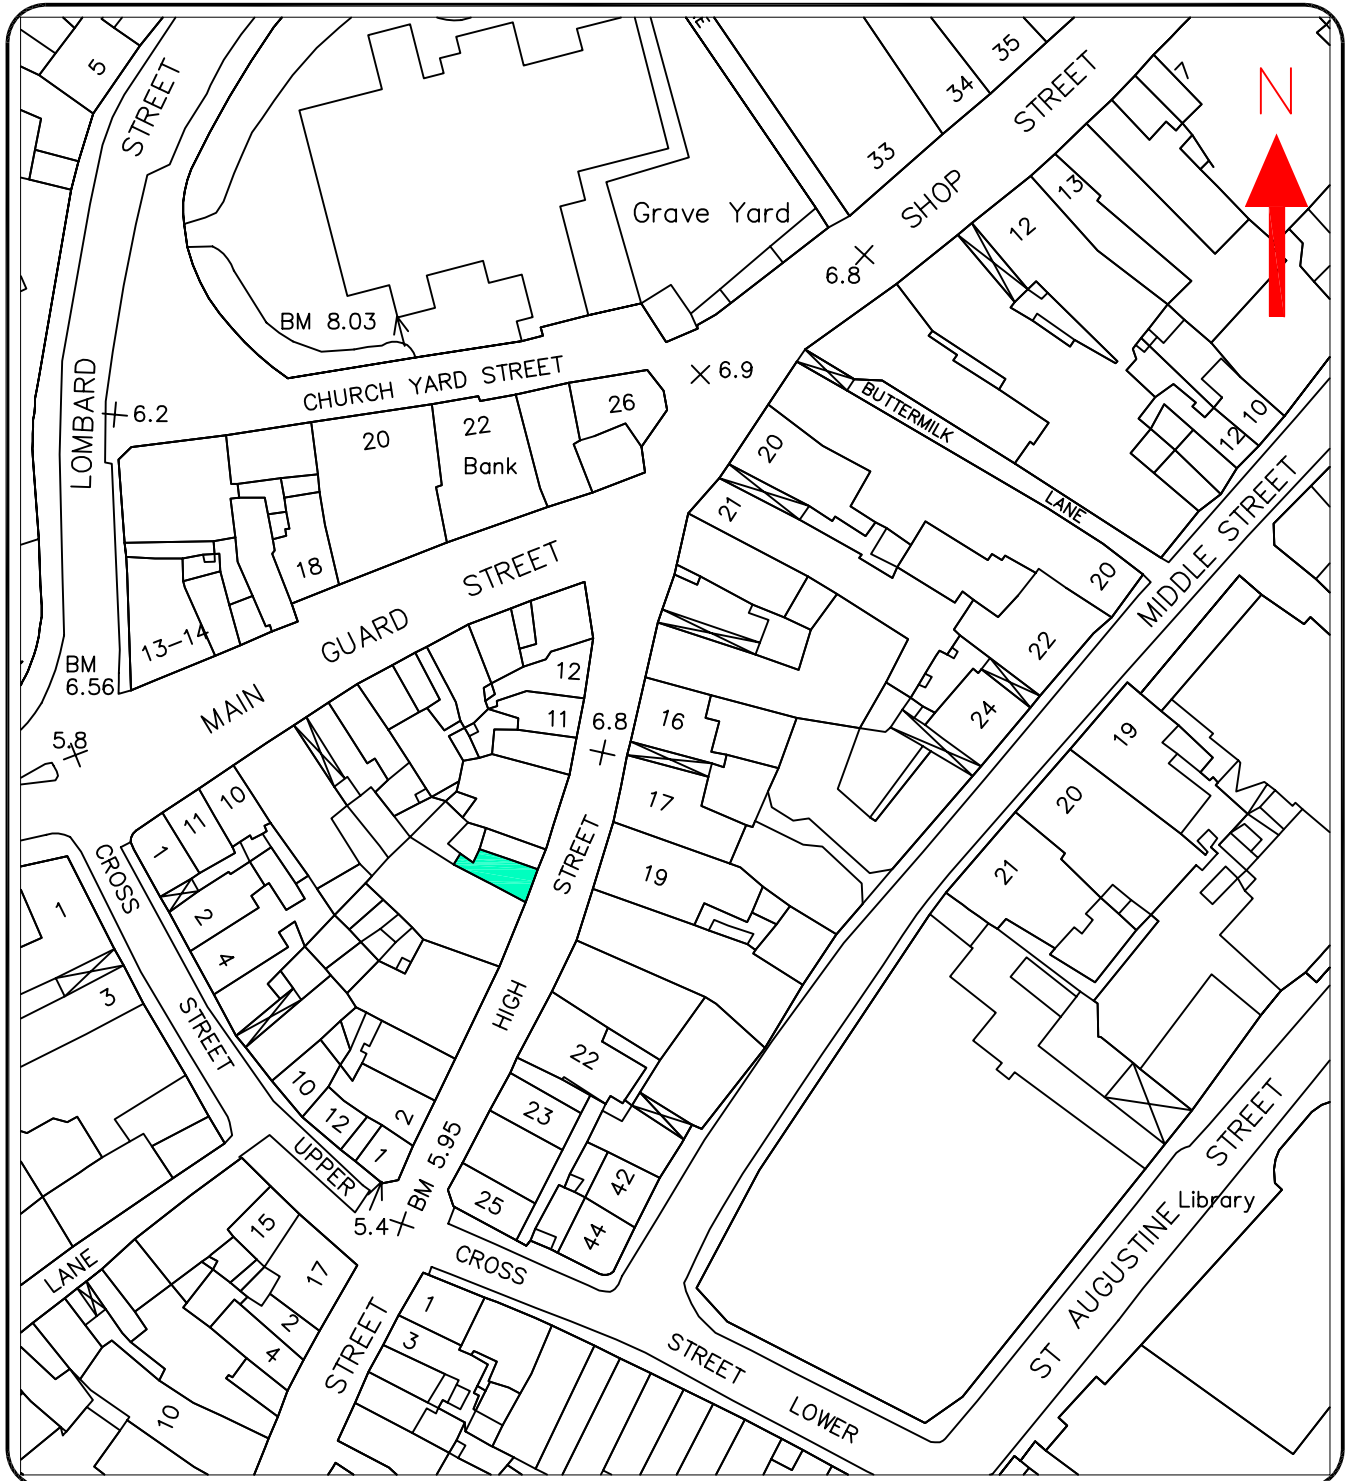 5
STREET
E
35
34
33
STREET
7
N
SHOP
13
12
Grave Yard
6.8
BM 8.03
6.9
CHURCH YARD STREET
LOMBARD
6.2
20
22
Bank
26
20
BUTTERMILK
LANE
10
12
21
MIDDLE STREET
20
22
24
18
13-14
MAIN
GUARD
STREET
BM
6.56
5.8
12
11
6.8
16
17
19
19
20
21
10
11
1
CROSS
2
4
1
3
STREET
STREET
HIGH
22
23
25
42
44
10
12
1
2
UPPER
5.4
BM 5.95
CROSS
STREET
LOWER
ST AUGUSTINE
STREET
Library
LANE
15
17
2
4
10
STREET
1
3